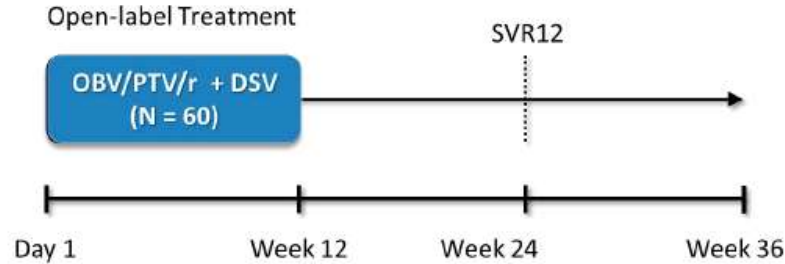 Open-label Treatment
SVR12
OBV/PTV/r + DSV
(N = 60)
Day 1
Week 12
Week 24
Week 36